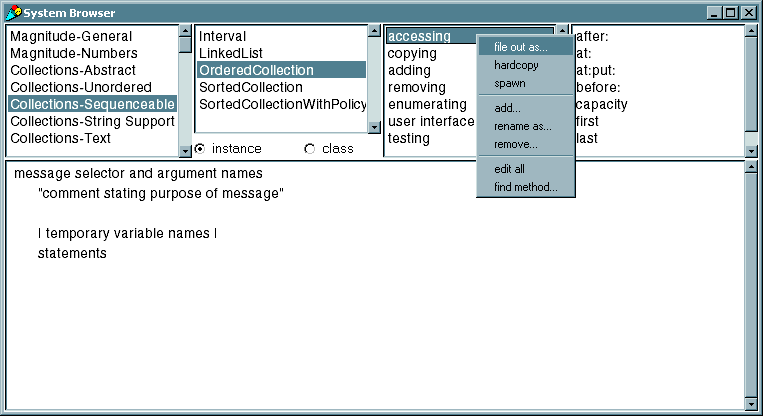 System Browser
Magnitude-General
Magnitude-Numbers
Collections-Abstract
Collections-Unordered
Collections-Sequenceable
Collections-String Support
Collections-Text
Interval
LinkedList
OrderedCollection
SortedCollection
SortedCollectionWithPolicy
instance
class
accessing
copying
adding
removing
enumerating
user interface
testing
file out as...
hardcopy
spawn
add...
rename as...
remove...
edit all
find method...
after:
at:
at:put:
before:
capacity
first
last
message selector and argument names
"comment stating purpose of message"
| temporary variable names |
statements